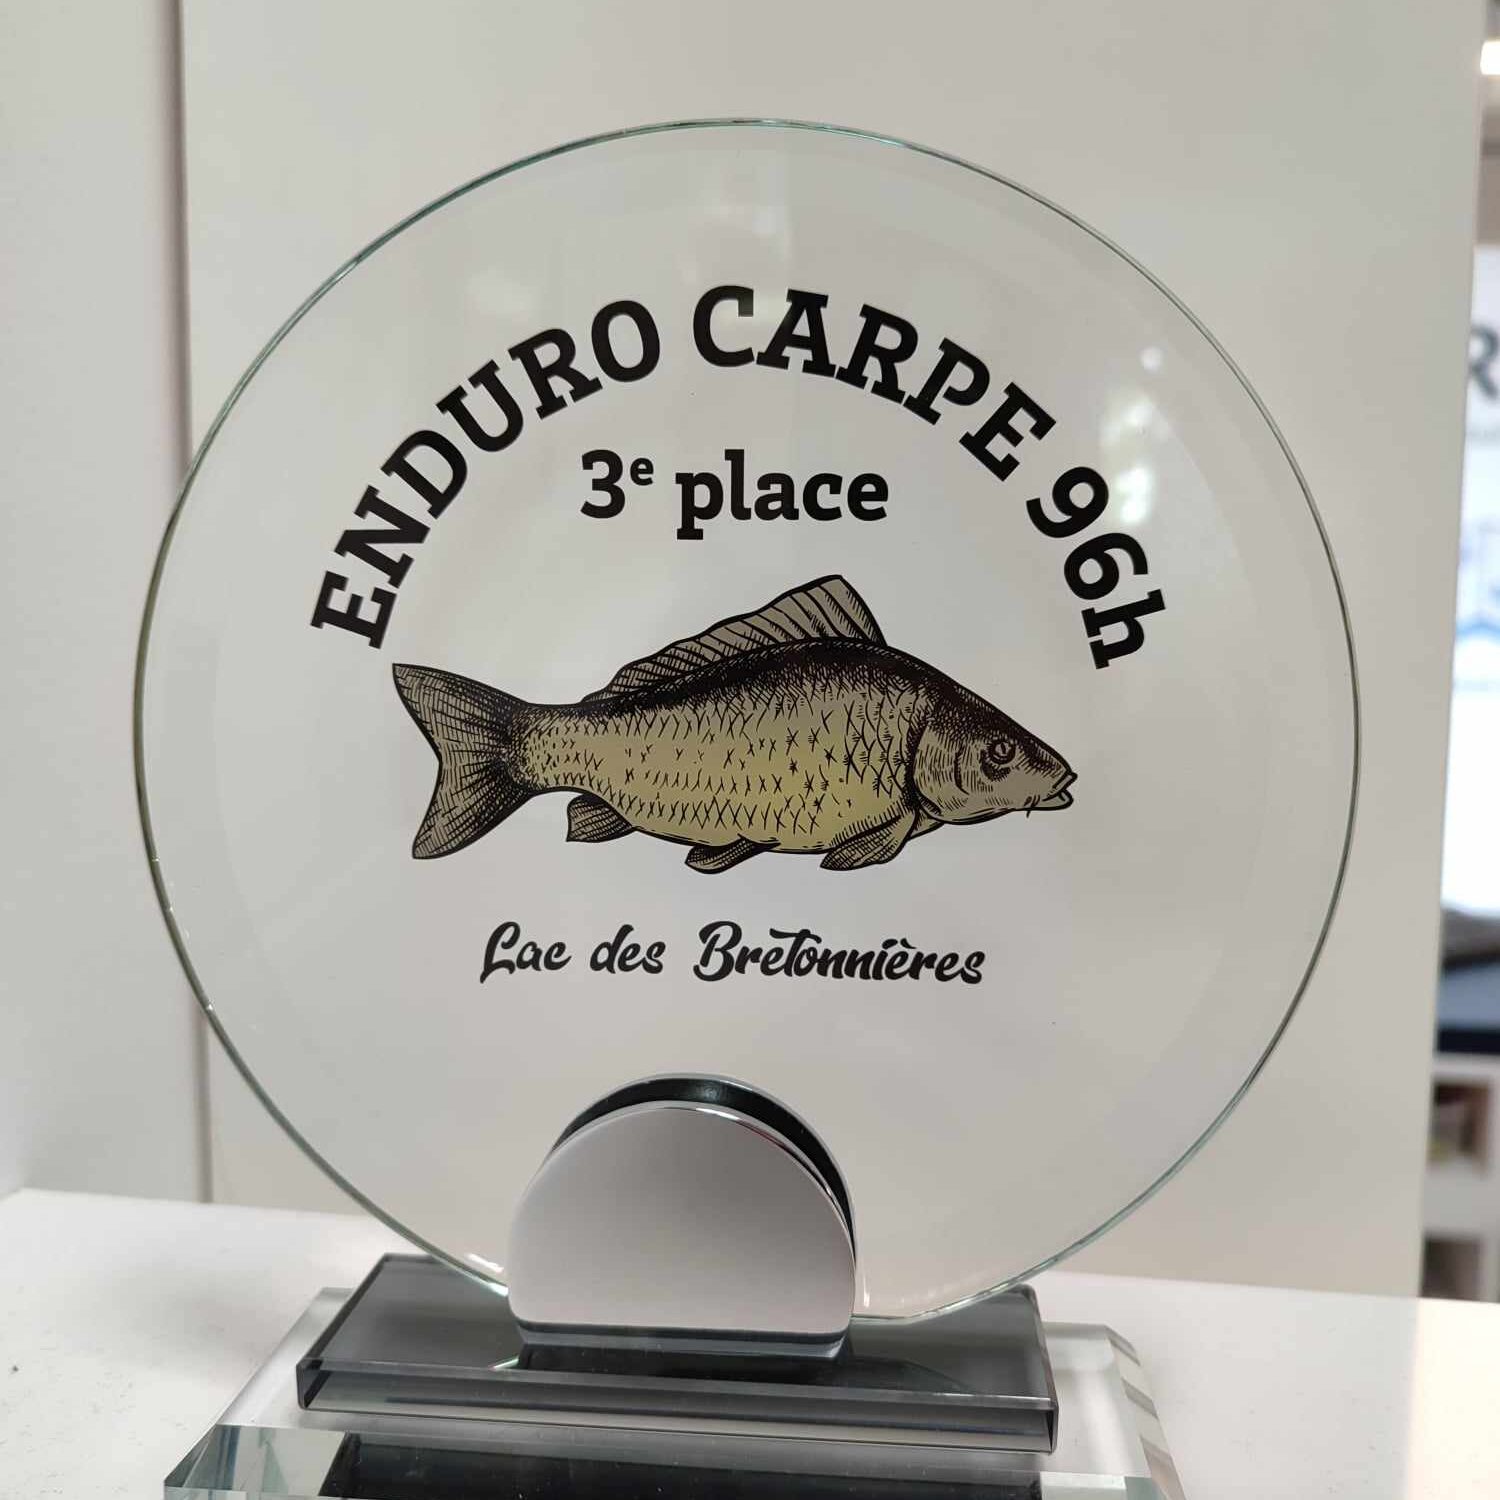 ENDURO CARPE 96h
3e place
Lac des Bretonnières
R